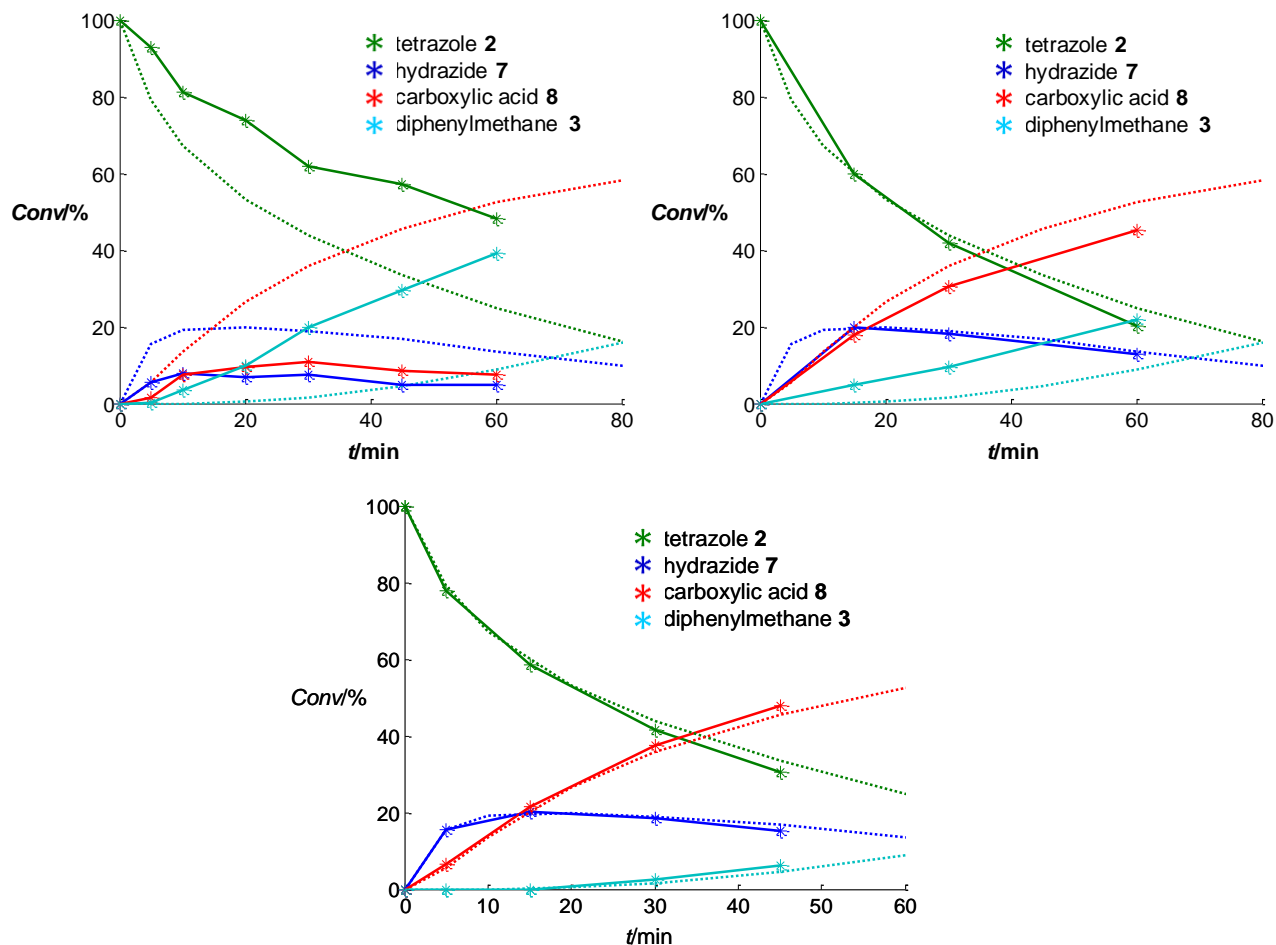 100
80
60
40
20
0
Conv/%
0 20 40 60 80
t/min
tetrazole 2
hydrazide 7
carboxylic acid 8
diphenylmethane 3
100
80
60
40
20
0
Conv/%
0 20 40 60 80
t/min
tetrazole 2
hydrazide 7
carboxylic acid 8
diphenylmethane 3
100
80
60
40
20
0
Conv/%
0 10 20 30 40 50 60
t/min
tetrazole 2
hydrazide 7
carboxylic acid 8
diphenylmethane 3